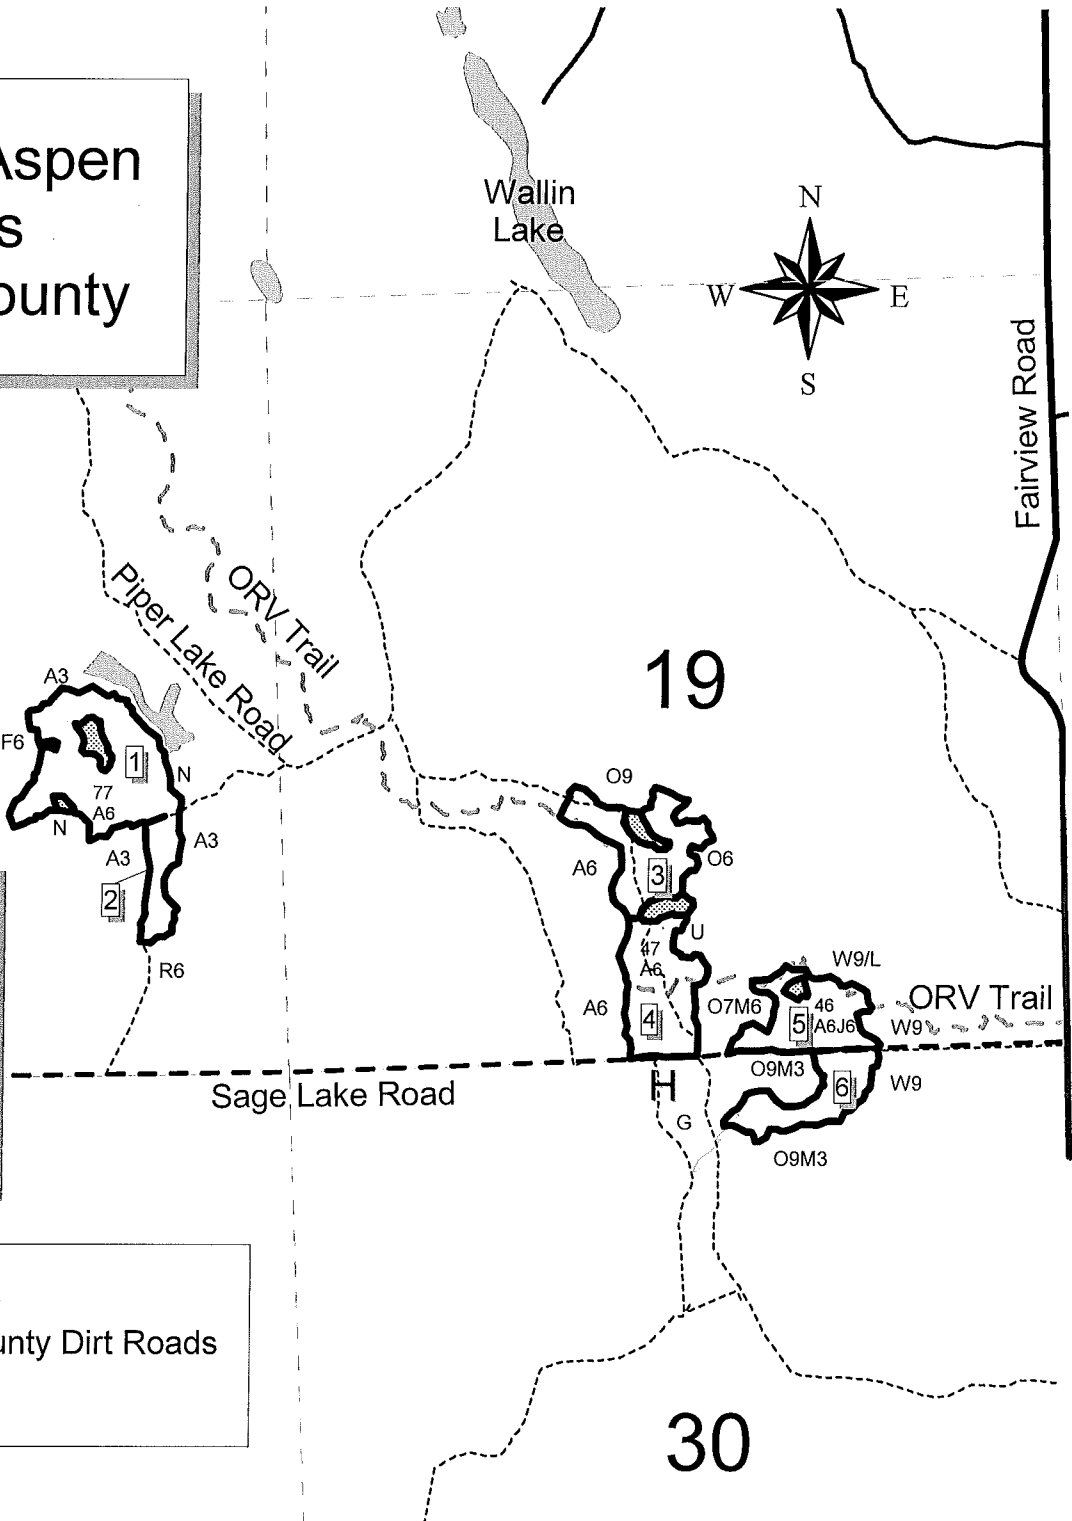 Aspen
s
ounty
Wallin
Lake
N
W
E
S
Fairview Road
ORV Trail
Piper Lake Road
19
A3
F6
1
N
77
A6
N
A3
A3
2
R6
O9
A6
3
O6
U
47
A6
A6
4
O7M6
W9/L
5
46
A6J6
W9
ORV Trail
O9M3
6
W9
Sage Lake Road
H
G
O9M3
unty Dirt Roads
30